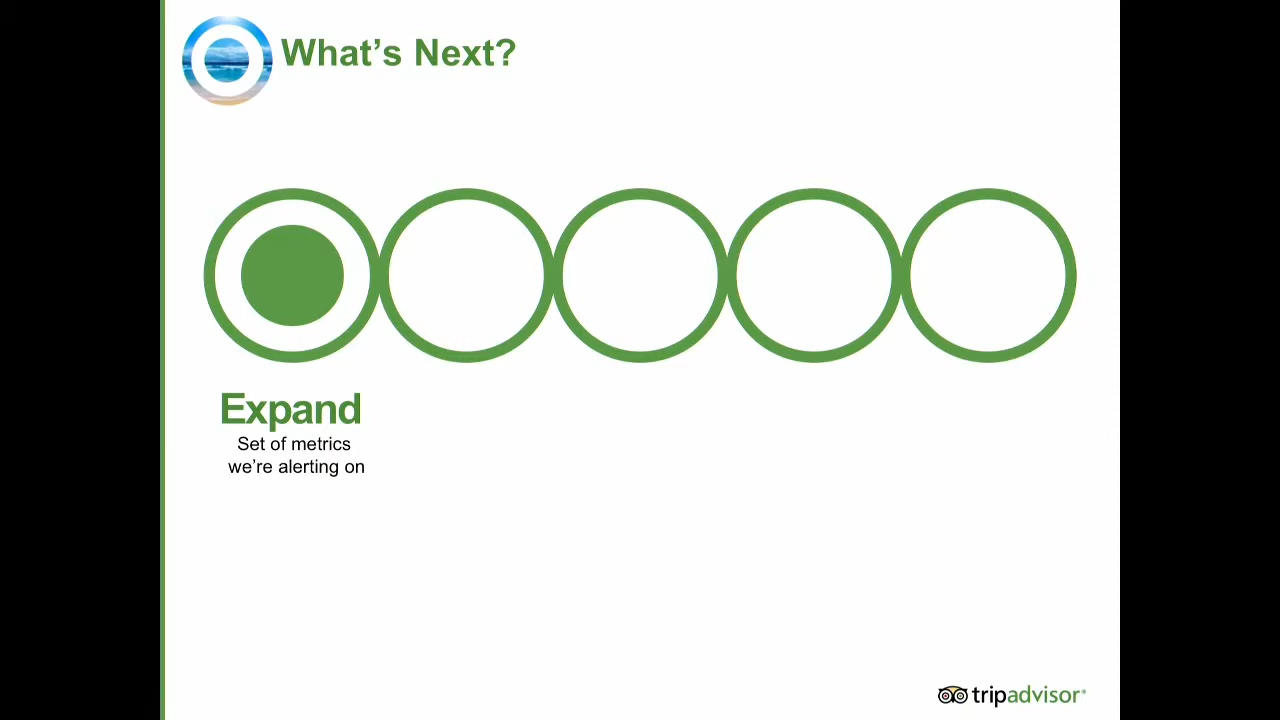 What's Next?
Expand
Set of metrics
we're alerting on
tripadvisor®